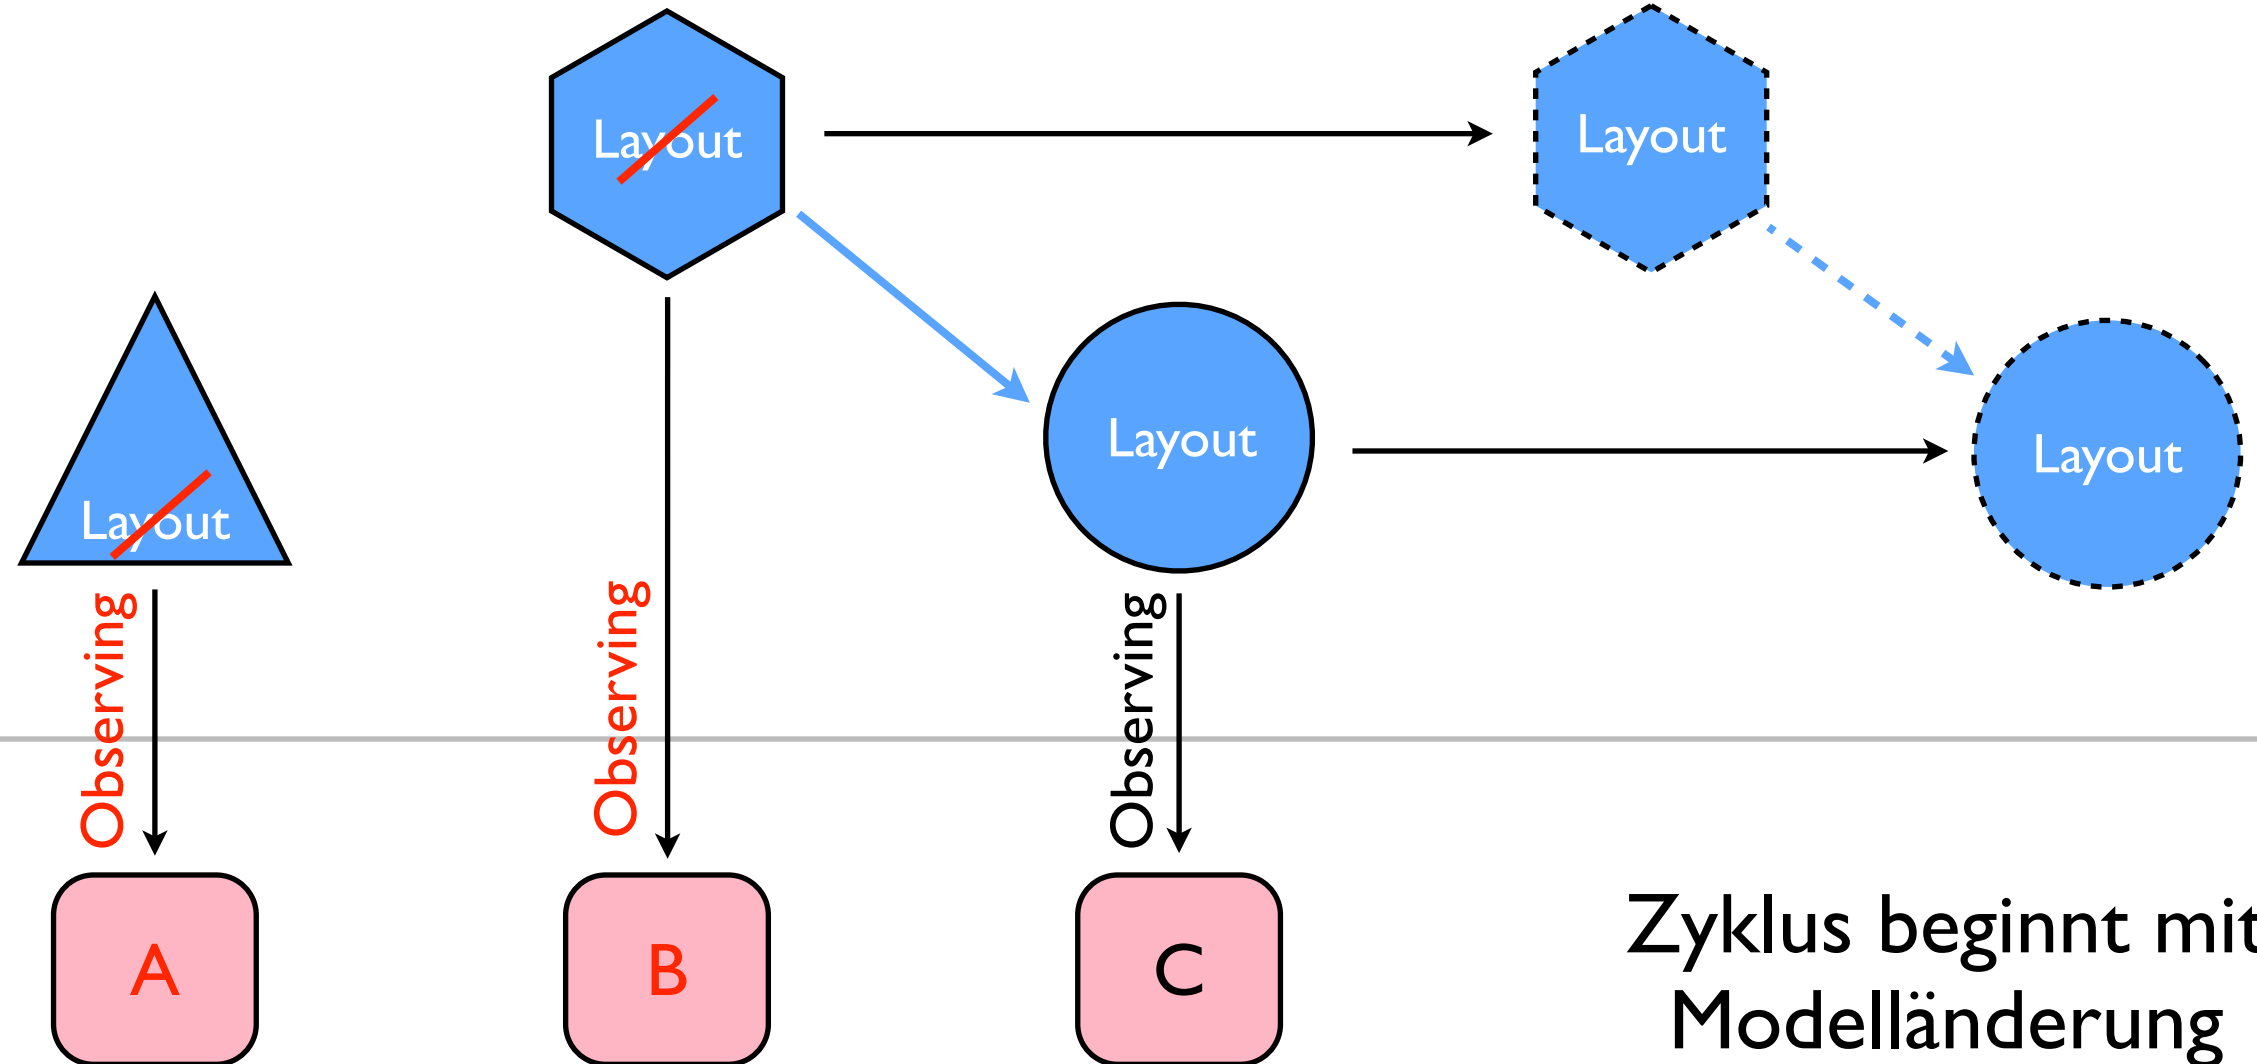 Layout
Layout
Layout
Layout
Layout
Observing
Observing
Observing
A
B
C
Zyklus beginnt mit
Modelländerung